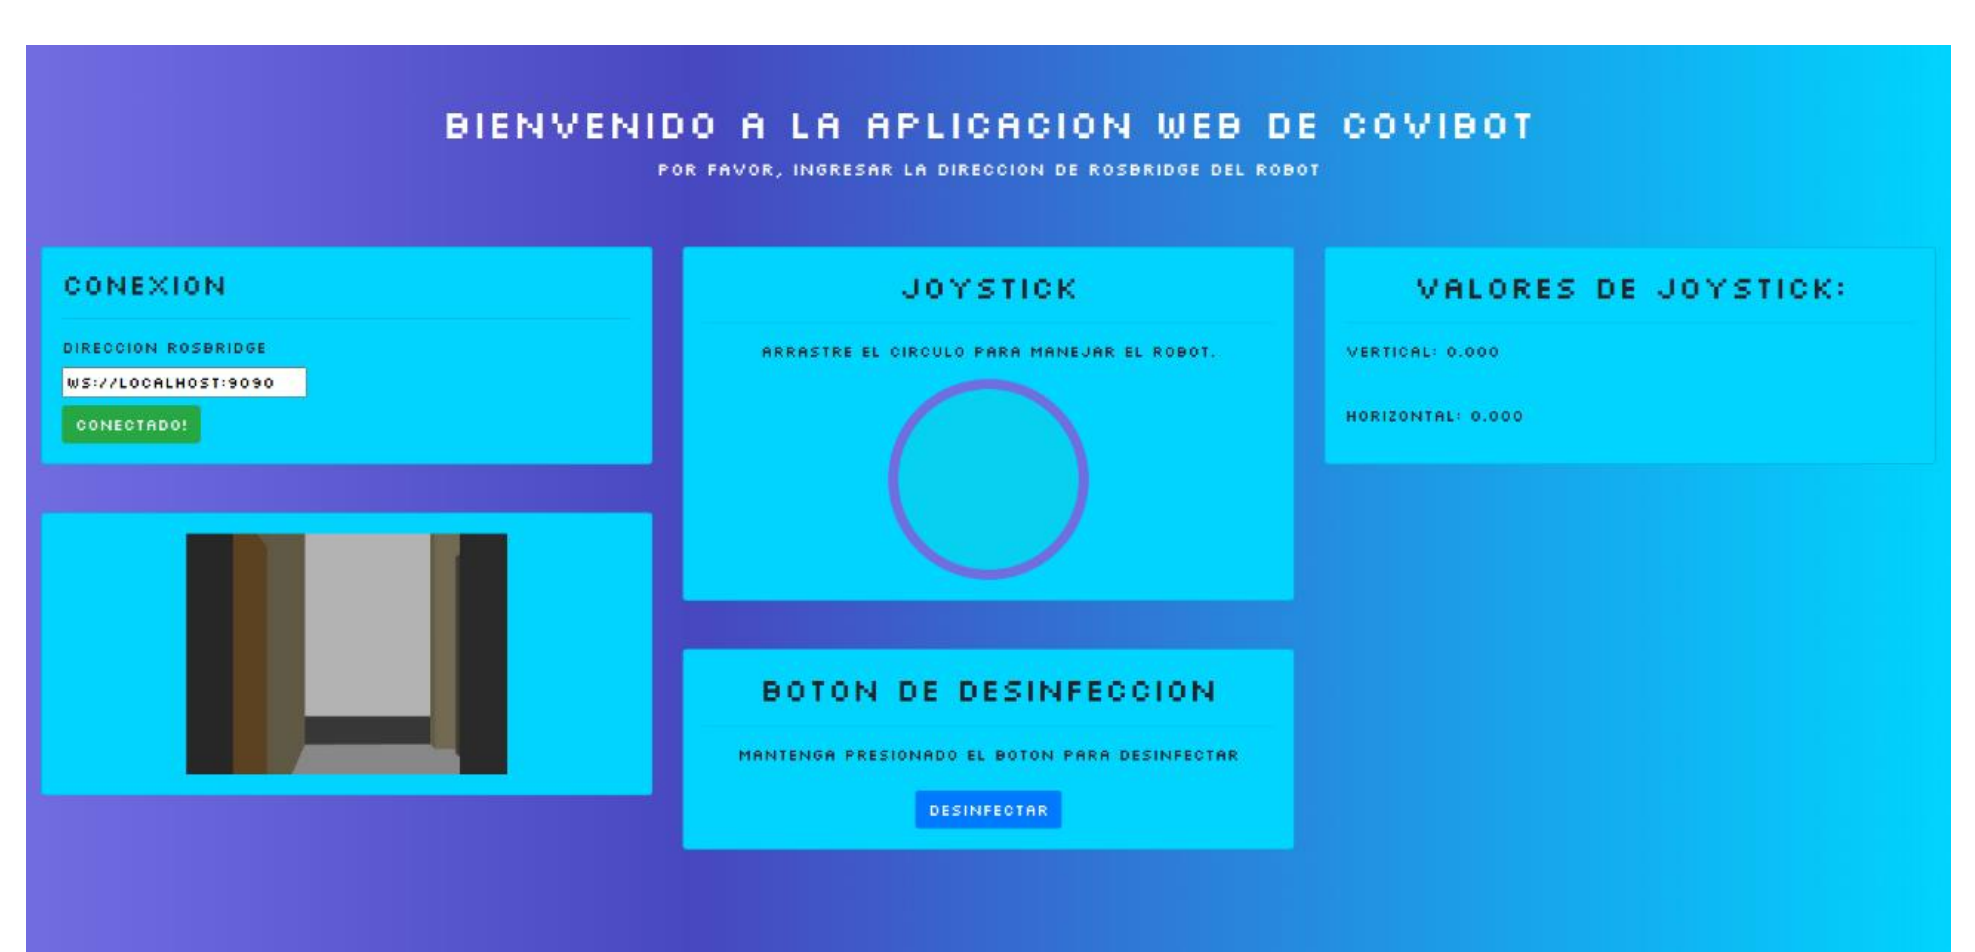 BIENVENIDO A LA APLICACION WEB DE COVIBOT
POR FAVOR, INGRESAR LA DIRECCION DE ROSBRIDGE DEL ROBOT
CONEXION
DIRECCION ROSBRIDGE
WS://LOCALHOST:9090
CONECTADO!
JOYSTICK
ARRASTRE EL CIRCULO PARA MANEJAR EL ROBOT.
VALORES DE JOYSTICK:
VERTICAL: 0.000
HORIZONTAL: 0.000
BOTON DE DESINFECCION
MANTENGA PRESIONADO EL BOTON PARA DESINFECTAR
DESINFECTAR